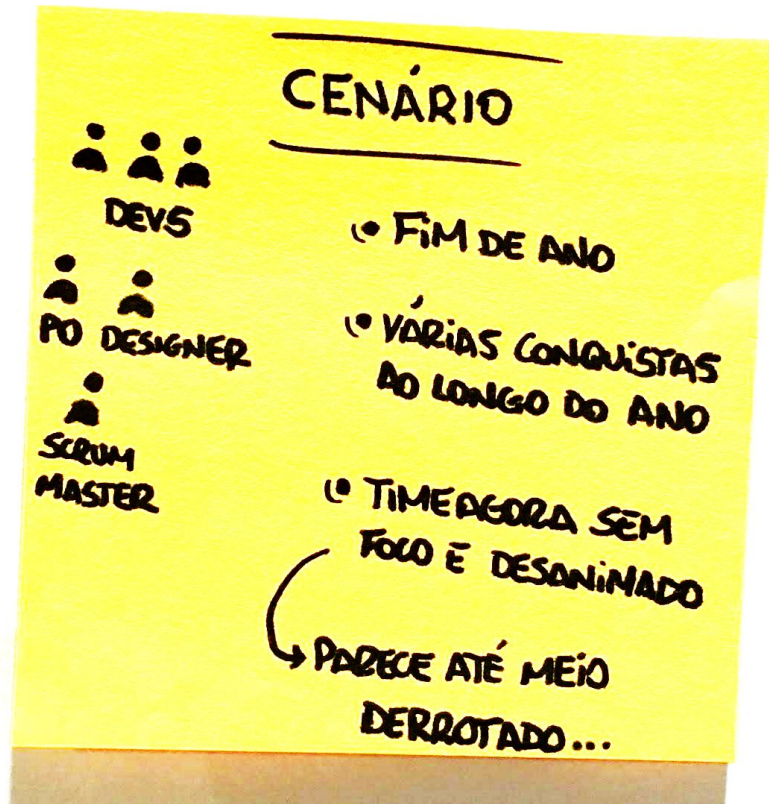 CENÁRIO
DEVS
PO DESIGNER
SCRUM
MASTER
FIM DE ANO
VÁRIAS CONQUISTAS
AO LONGO DO ANO
TIME AGORA SEM
FOCO E DESANIMADO
PARECE ATÉ MEIO
DERROTADO...